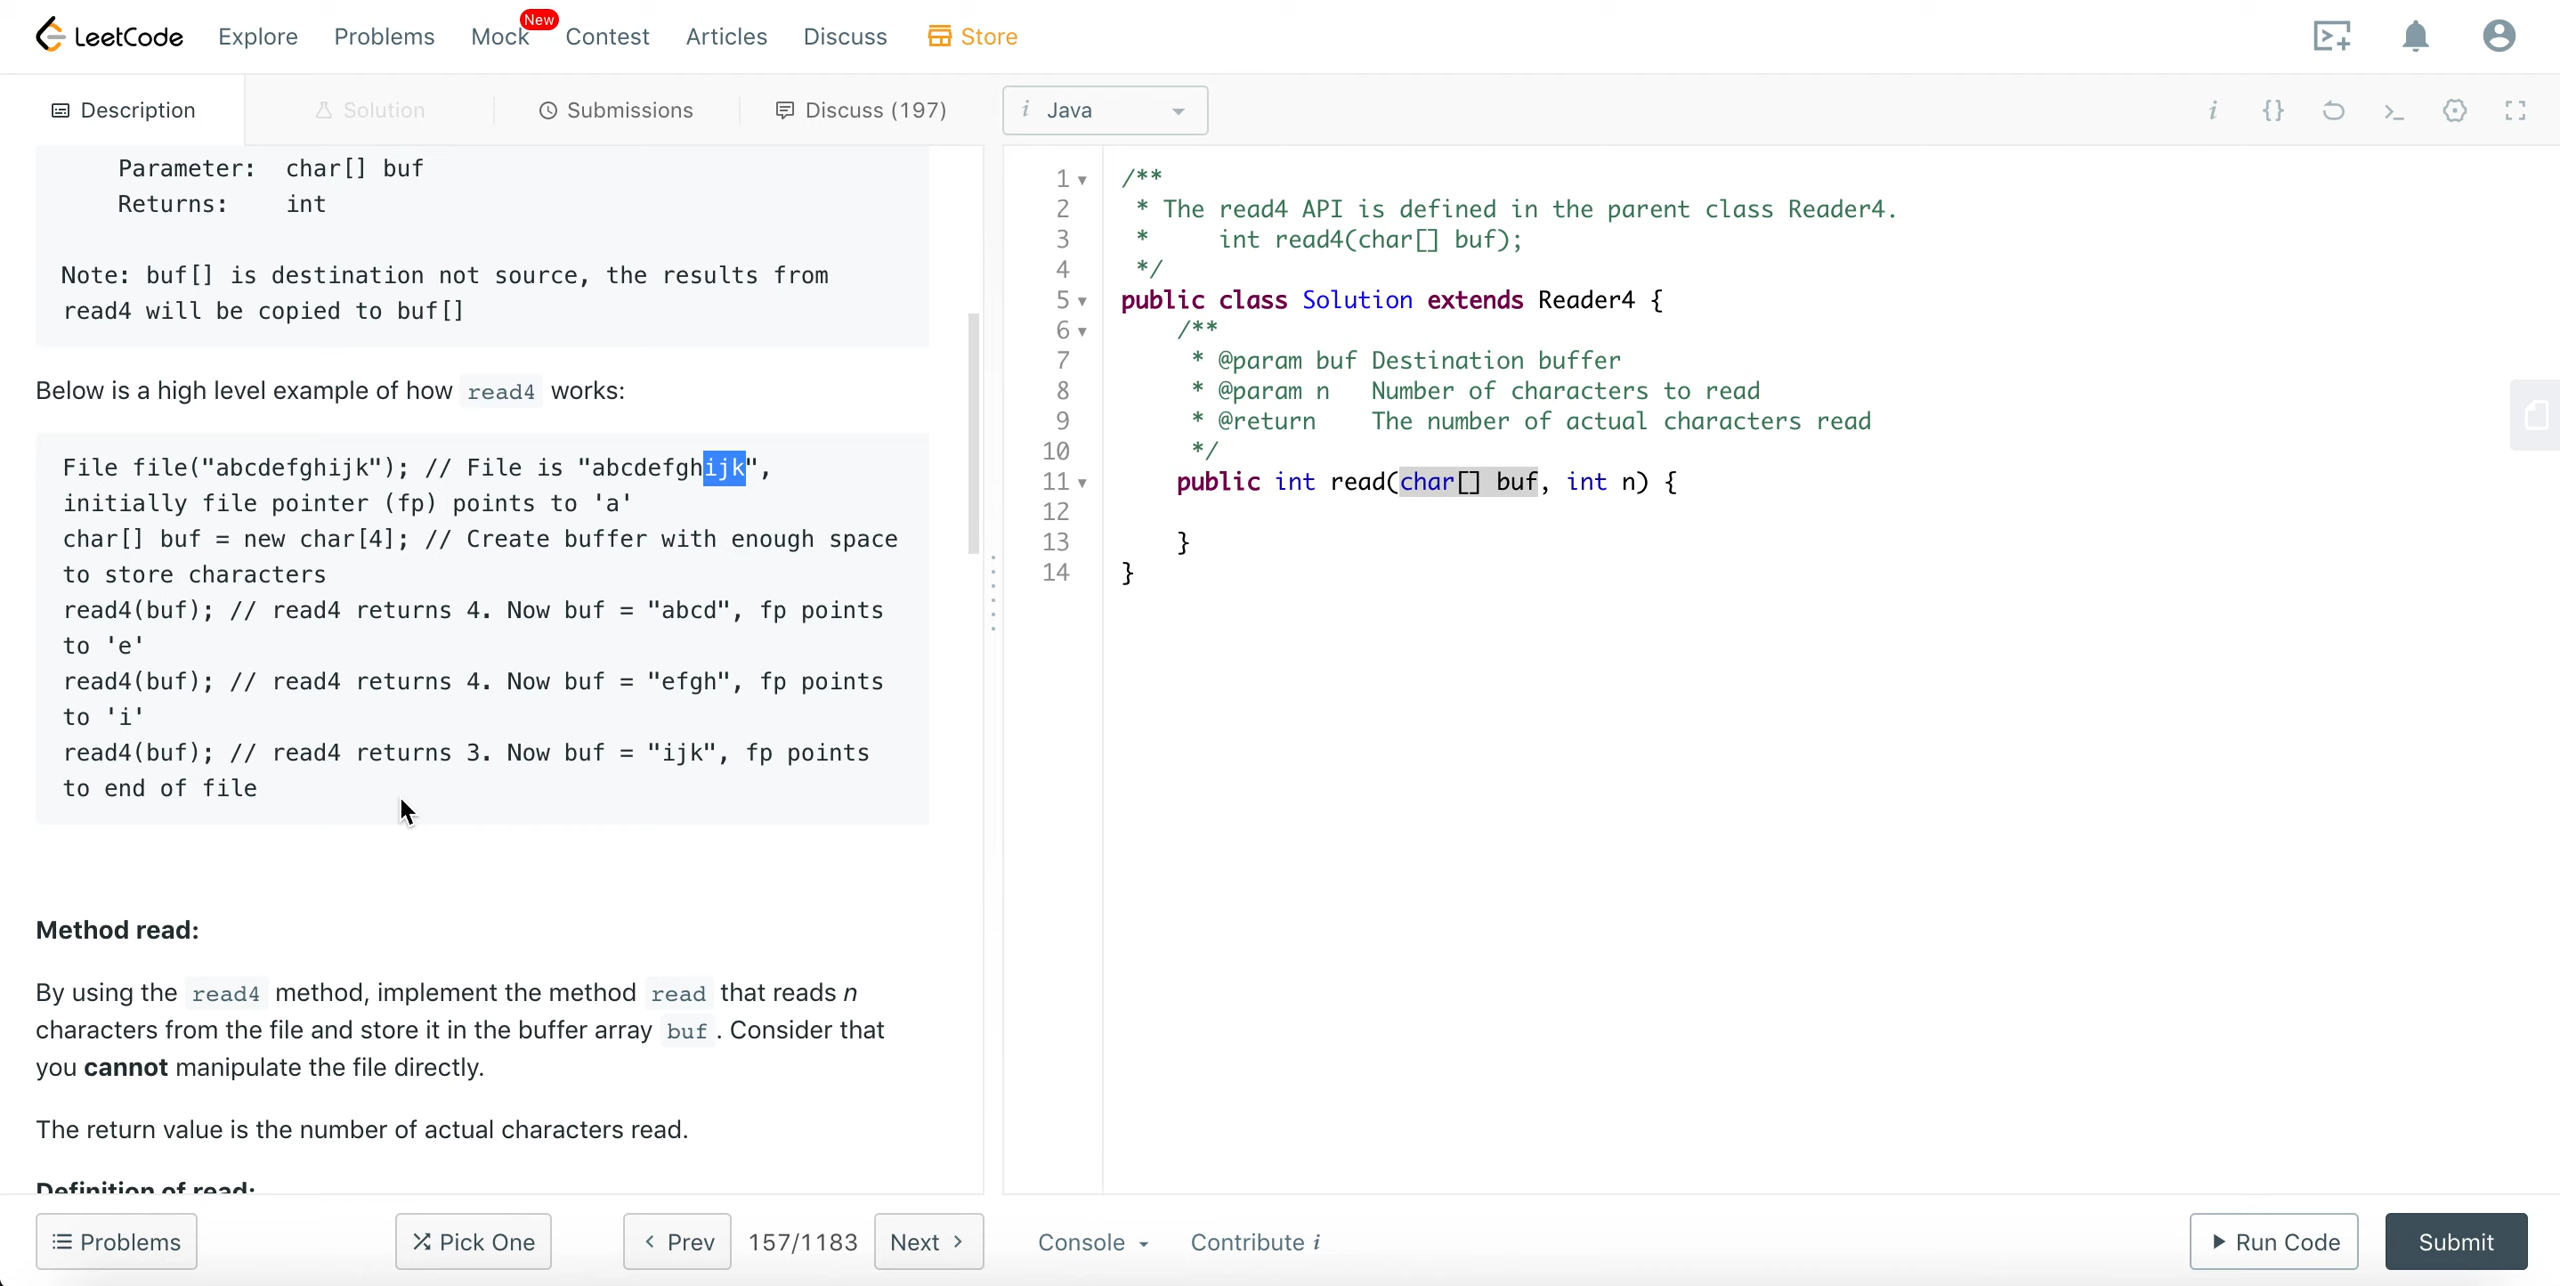 LeetCode Explore Problems Mock New Contest Articles Discuss Store
Description Solution Submissions Discuss (197)
Parameter:  char[] buf
Returns:    int
Note: buf[] is destination not source, the results from
read4 will be copied to buf[]
Below is a high level example of how read4 works:
File file("abcdefghijk"); // File is "abcdefghijk",
initially file pointer (fp) points to 'a'
char[] buf = new char[4]; // Create buffer with enough space
to store characters
read4(buf); // read4 returns 4. Now buf = "abcd", fp points
to 'e'
read4(buf); // read4 returns 4. Now buf = "efgh", fp points
to 'i'
read4(buf); // read4 returns 3. Now buf = "ijk", fp points
to end of file
Method read:
By using the read4 method, implement the method read that reads n
characters from the file and store it in the buffer array buf . Consider that
you cannot manipulate the file directly.
The return value is the number of actual characters read.
Definition of read:
Problems Pick One Prev 157/1183 Next
i Java
i {}
1 /**
2 * The read4 API is defined in the parent class Reader4.
3 *     int read4(char[] buf);
4 */
5 public class Solution extends Reader4 {
6 /**
7 * @param buf Destination buffer
8 * @param n   Number of characters to read
9 * @return    The number of actual characters read
10 */
11 public int read(char[] buf, int n) {
12
13 }
14 }
Console Contribute i Run Code Submit